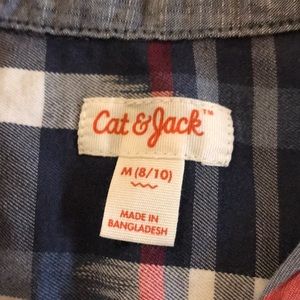 Cat & Jack™
M (8/10)
MADE IN
BANGLADESH